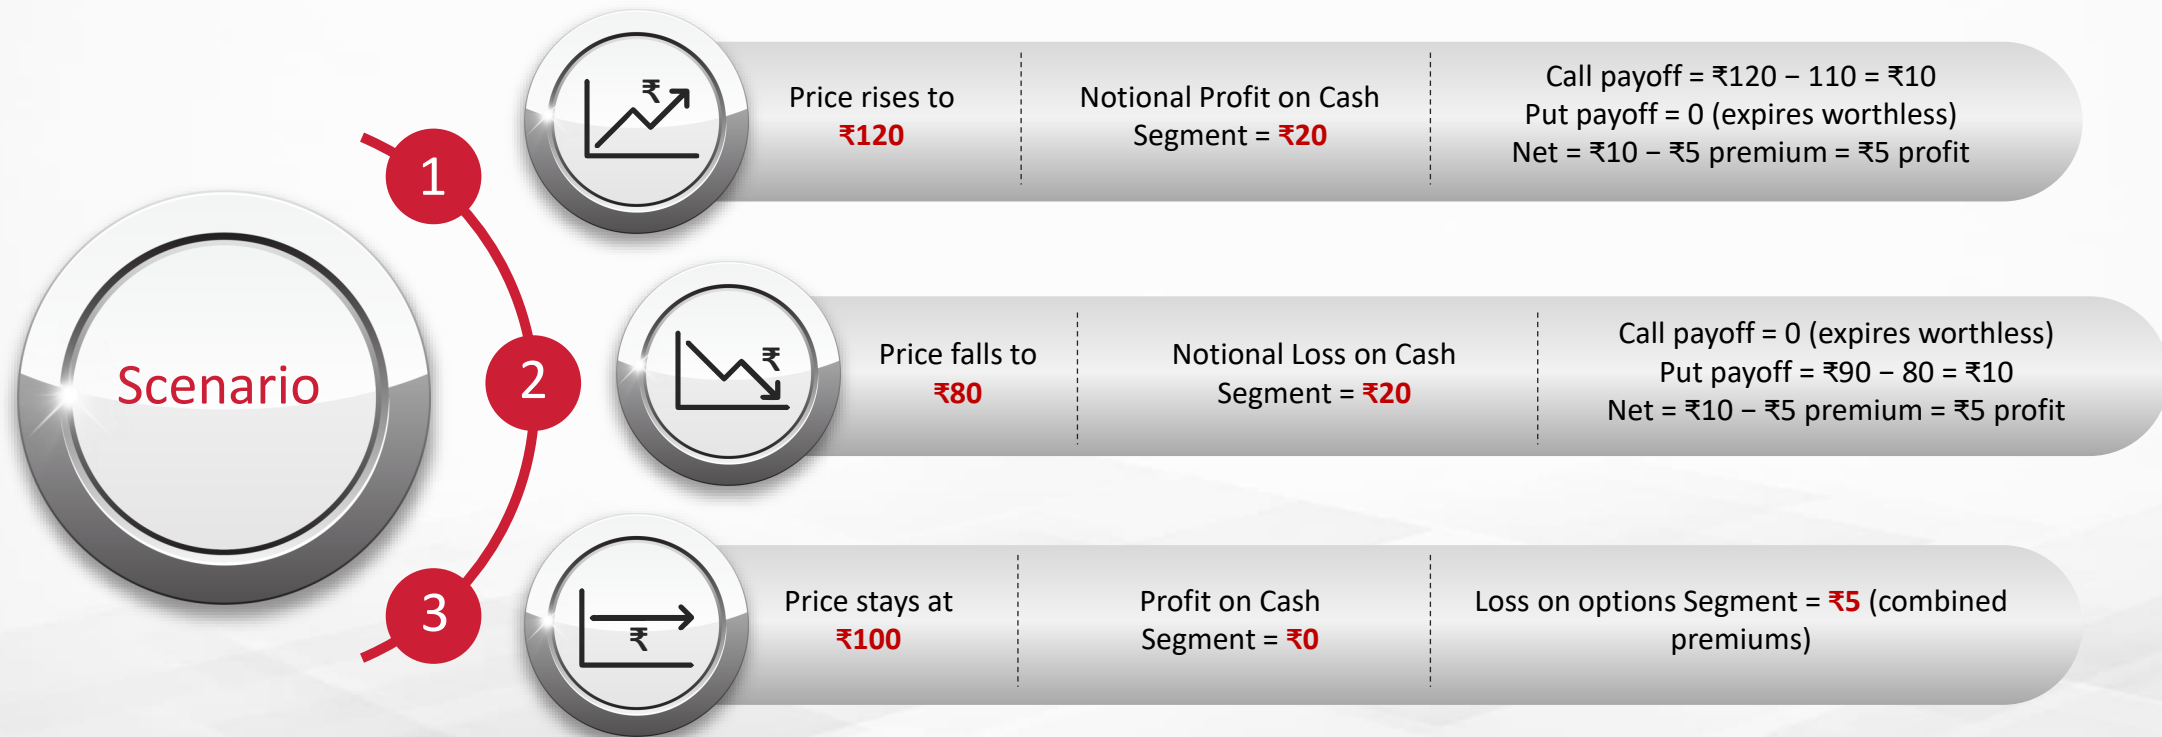 Scenario
1
₹
Price rises to
₹120
Notional Profit on Cash
Segment = ₹20
Call payoff = ₹120 − 110 = ₹10
Put payoff = 0 (expires worthless)
Net = ₹10 − ₹5 premium = ₹5 profit
2
₹
Price falls to
₹80
Notional Loss on Cash
Segment = ₹20
Call payoff = 0 (expires worthless)
Put payoff = ₹90 − 80 = ₹10
Net = ₹10 − ₹5 premium = ₹5 profit
3
₹
Price stays at
₹100
Profit on Cash
Segment = ₹0
Loss on options Segment = ₹5 (combined
premiums)